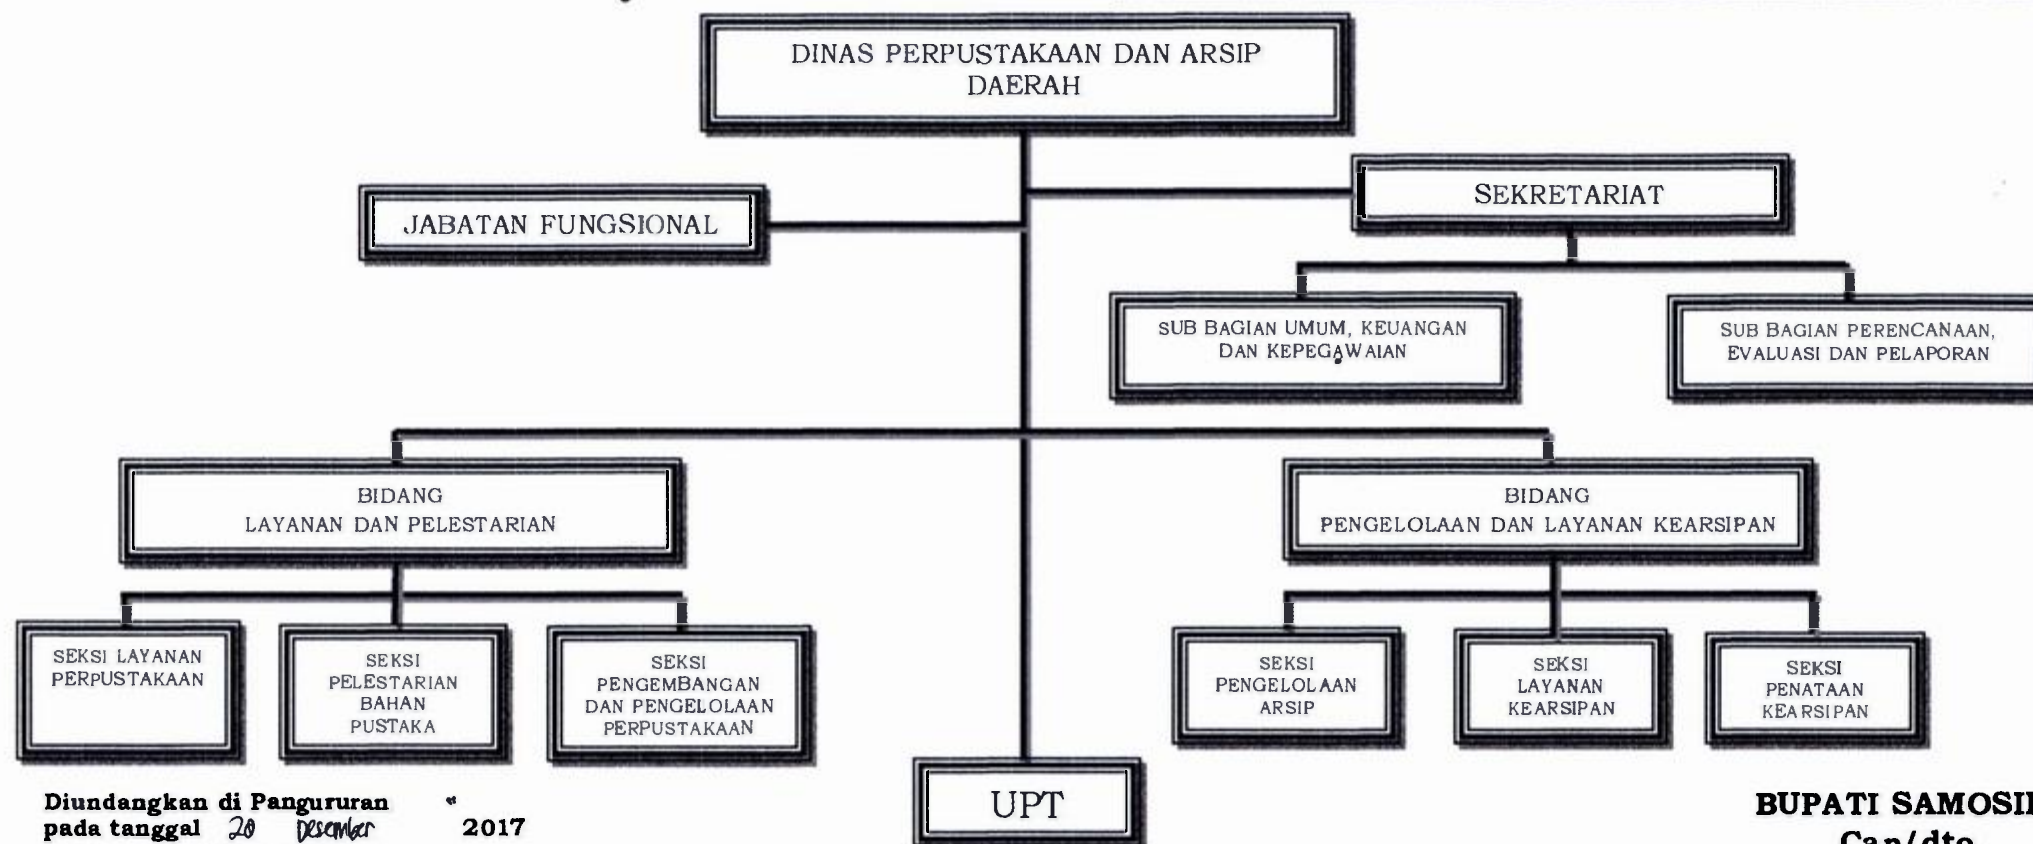 DINAS PERPUSTAKAAN DAN ARSIP
DAERAH
SEKRETARIAT
JABATAN FUNGSIONAL
SUB BAGIAN UMUM, KEUANGAN
DAN KEPEGAWAIAN
SUB BAGIAN PERENCANAAN,
EVALUASI DAN PELAPORAN
BIDANG
LAYANAN DAN PELESTARIAN
BIDANG
PENGELOLAAN DAN LAYANAN KEARSIPAN
SEKSI LAYANAN
PERPUSTAKAAN
SEKSI
PELESTARIAN
BAHAN
PUSTAKA
SEKSI
PENGEMBANGAN
DAN PENGELOLAAN
PERPUSTAKAAN
SEKSI
PENGELOLAAN
ARSIP
SEKSI
LAYANAN
KEARSIPAN
SEKSI
PENATAAN
KEARSIPAN
UPT
Diundangkan di Pangururan
pada tanggal 20 Desember 2017
BUPATI SAMOSIR
Cap/dto